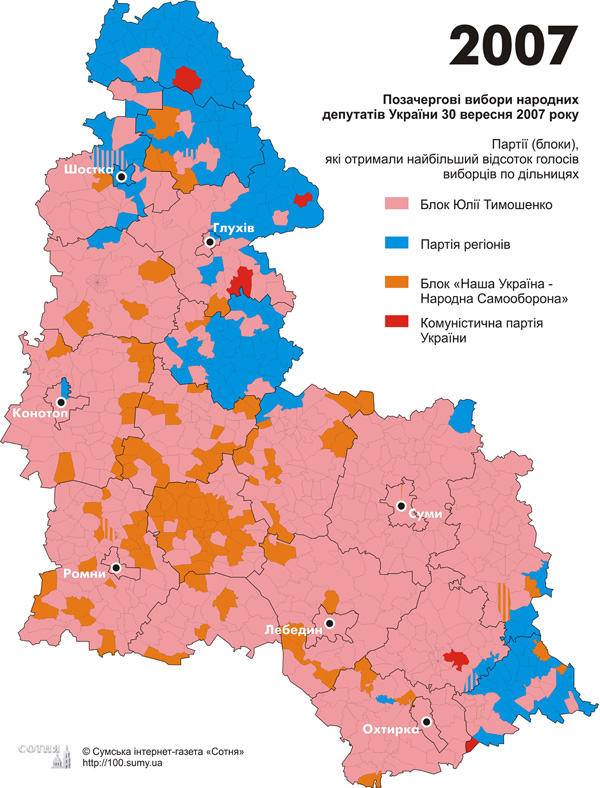 2007
Позачергові вибори народних
депутатів України 30 вересня 2007 року
Партії (блоки),
які отримали найбільший відсоток голосів
виборців по дільницях
Блок Юлії Тимошенко
Партія регіонів
Блок «Наша Україна -
Народна Самооборона»
Комуністична партія
України
Шостка
Глухів
Конотоп
Суми
Ромни
Лебедин
Охтирка
СОТНЯ
© Сумська інтернет-газета «Сотня»
http://100.sumy.ua